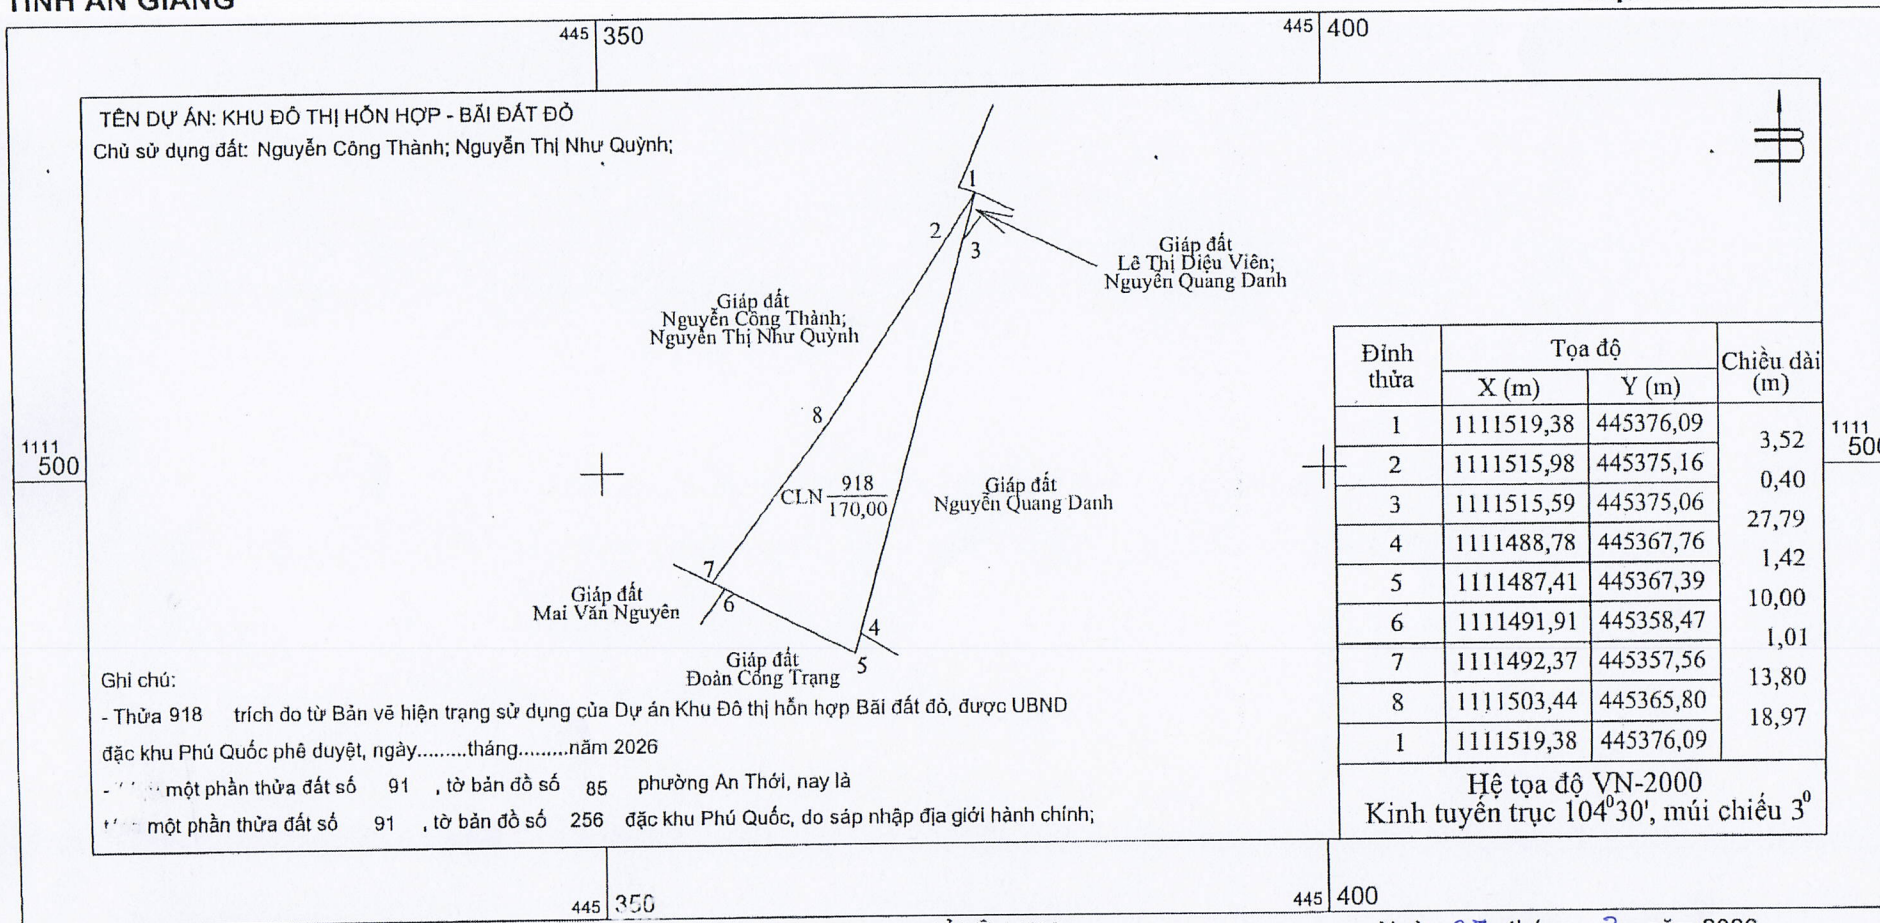 TỈNH AN GIANG
445 350
445 400
TÊN DỰ ÁN: KHU ĐÔ THỊ HỖN HỢP - BÃI ĐẤT ĐỎ
Chủ sử dụng đất: Nguyễn Công Thành; Nguyễn Thị Như Quỳnh;
1
2
3
Giáp đất
Lê Thị Diệu Viên;
Nguyễn Quang Danh
Giáp đất
Nguyễn Công Thành;
Nguyễn Thị Như Quỳnh
8
1111
500
CLN 918
170,00
Giáp đất
Nguyễn Quang Danh
7
6
4
5
Giáp đất
Mai Văn Nguyên
Giáp đất
Đoàn Công Trạng
Đỉnh thửa Tọa độ Chiều dài (m)
X (m) Y (m)
1 1111519,38 445376,09
3,52
2 1111515,98 445375,16
0,40
3 1111515,59 445375,06
27,79
4 1111488,78 445367,76
1,42
5 1111487,41 445367,39
10,00
6 1111491,91 445358,47
1,01
7 1111492,37 445357,56
13,80
8 1111503,44 445365,80
18,97
1 1111519,38 445376,09
1111
500
Hệ tọa độ VN-2000
Kinh tuyến trục 104⁰30', múi chiếu 3⁰
Ghi chú:
- Thửa 918 trích đo từ Bản vẽ hiện trạng sử dụng của Dự án Khu Đô thị hỗn hợp Bãi đất đỏ, được UBND
đặc khu Phú Quốc phê duyệt, ngày.........tháng.........năm 2026
- một phần thửa đất số 91 , tờ bản đồ số 85 phường An Thới, nay là
một phần thửa đất số 91 , tờ bản đồ số 256 đặc khu Phú Quốc, do sáp nhập địa giới hành chính;
445 350
445 400